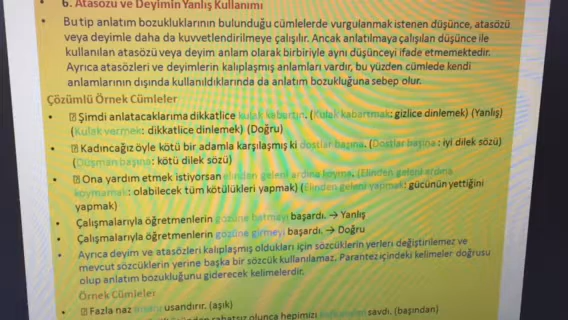 6. Atasözü ve Deyimin Yanlış Kullanımı
Bu tip anlatım bozukluklarının bulunduğu cümlelerde vurgulanmak istenen düşünce, atasözü
veya deyimle daha da kuvvetlendirilmeye çalışılır. Ancak anlatılmaya çalışılan düşünce ile
kullanılan atasözü veya deyim anlam olarak birbiriyle aynı düşünceyi ifade etmemektedir.
Ayrıca atasözleri ve deyimlerin kalıplaşmış anlamları vardır, bu yüzden cümlede kendi
anlamlarının dışında kullanıldıklarında da anlatım bozukluğuna sebep olur.
Çözümlü Örnek Cümleler
Şimdi anlatacaklarıma dikkatlice kulak kabartın. (Kulak kabartmak: gizlice dinlemek) (Yanlış)
(Kulak vermek: dikkatlice dinlemek) (Doğru)
Kadıncağız öyle kötü bir adamla karşılaşmış ki dostlar başına. (Dostlar başına : iyi dilek sözü)
(Düşman başına: kötü dilek sözü)
Ona yardım etmek istiyorsan elinden geleni ardına koyma. (Elinden geleni ardına
koymamak: olabilecek tüm kötülükleri yapmak) (Elinden geleni yapmak: gücünün yettiğini
yapmak)
Çalışmalarıyla öğretmenlerin gözüne batmayı başardı. → Yanlış
Çalışmalarıyla öğretmenlerin gözüne girmeyi başardı. → Doğru
Ayrıca deyim ve atasözleri kalıplaşmış oldukları için sözcüklerin yerleri değiştirilemez ve
mevcut sözcüklerin yerine başka bir sözcük kullanılamaz. Parantez içindeki kelimeler doğrusu
olup anlatım bozukluğunu giderecek kelimelerdir.
Örnek Cümleler
Fazla naz usandırır. (aşık)
rahatsız olunca hepimizi savdı. (başından)